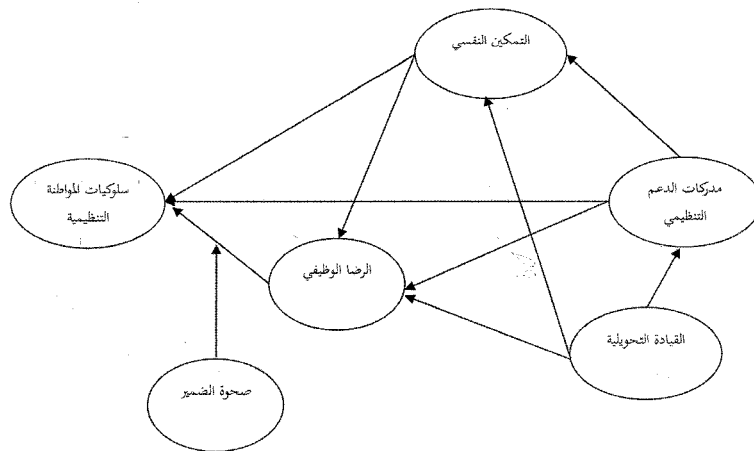 التمكين النفسي
مدركات الدعم
التنظيمي
سلوكيات المواطنة
التنظيمية
الرضا الوظيفي
القيادة التحويلية
صحوة الضمير